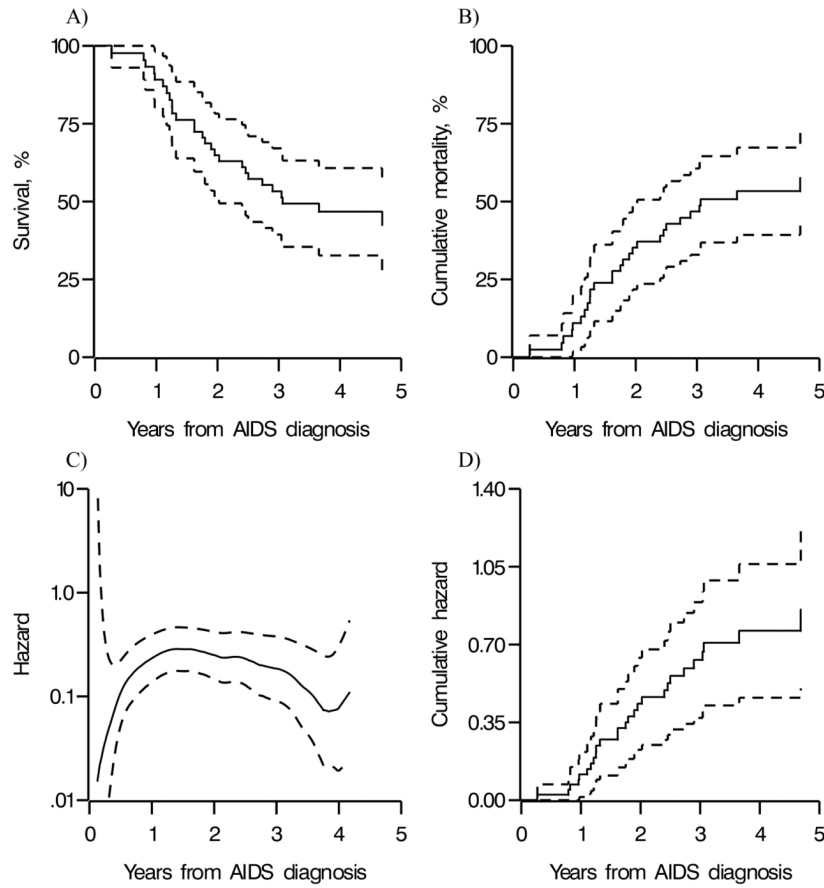 A)
100
75
50
25
0
Survival, %
0 1 2 3 4 5
Years from AIDS diagnosis
B)
100
75
50
25
0
Cumulative mortality, %
0 1 2 3 4 5
Years from AIDS diagnosis
C)
10
1.0
0.1
.01
Hazard
0 1 2 3 4 5
Years from AIDS diagnosis
D)
1.40
1.05
0.70
0.35
0.00
Cumulative hazard
0 1 2 3 4 5
Years from AIDS diagnosis